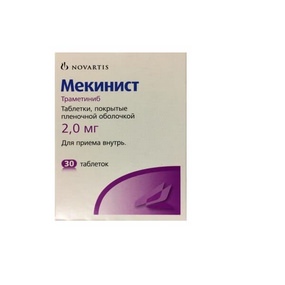 NOVARTIS
Мекинист
Траметиниб
Таблетки, покрытые
пленочной оболочкой
2,0 мг
Для приема внутрь.
30 таблеток